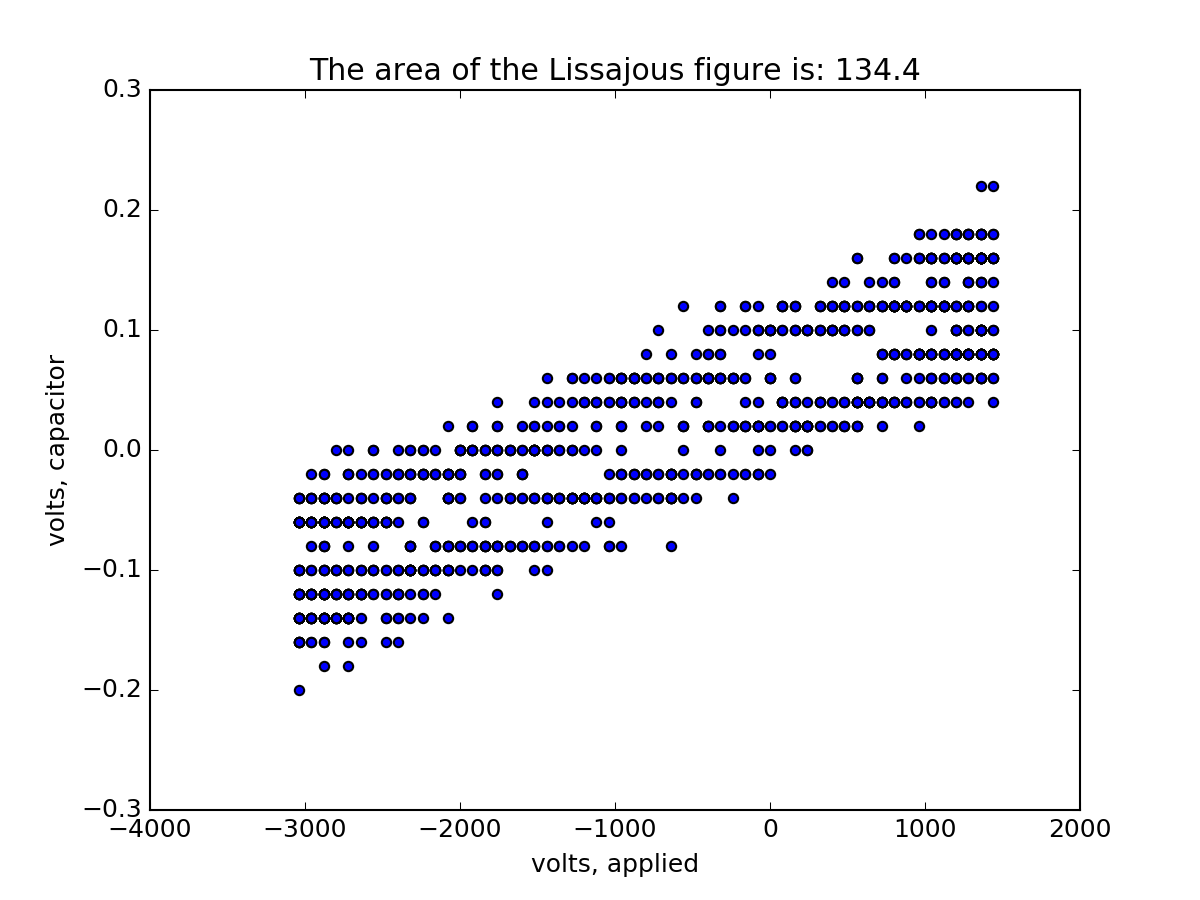 The area of the Lissajous figure is: 134.4
0.3
0.2
0.1
0.0
−0.1
−0.2
−0.3
volts, capacitor
−4000 −3000 −2000 −1000 0 1000 2000
volts, applied